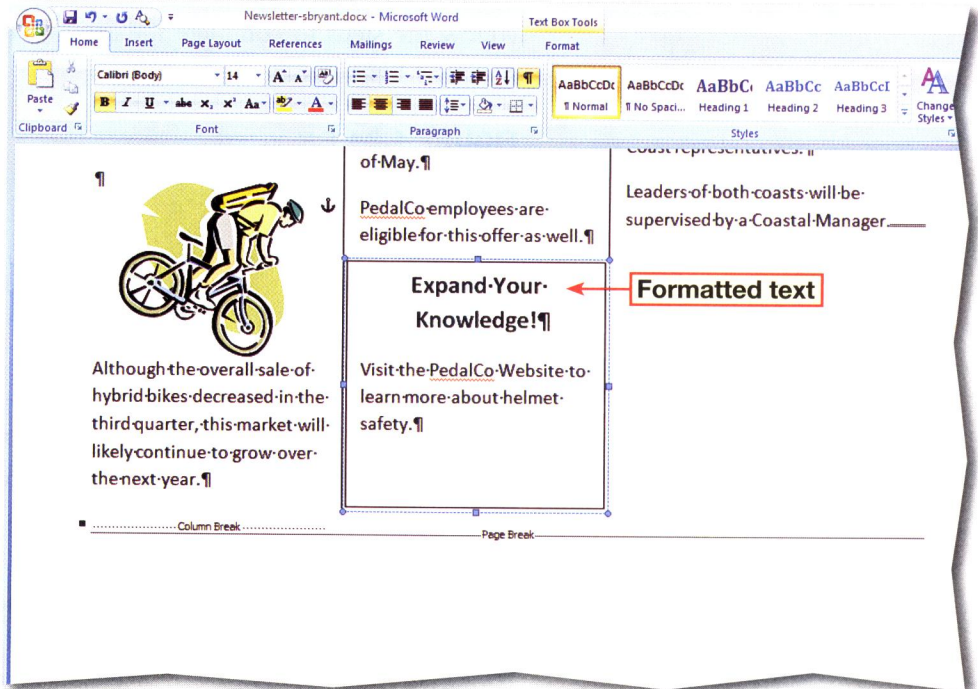 Newsletter-sbryant.docx - Microsoft Word
Text Box Tools
Home Insert Page Layout References Mailings Review View Format
Paste
Calibri (Body) 14 A A
B I U abe x, x² Aa A
AaBbCcDc AaBbCcDc AaBbC AaBbCc AaBbCcI
¶ Normal ¶ No Spaci... Heading 1 Heading 2 Heading 3
Change Styles
Clipboard Font Paragraph Styles
¶
of May.¶
PedalCo·employees·are·
eligible·for·this·offer·as·well.¶
Coast representatives.¶
Leaders·of·both·coasts·will·be·
supervised·by·a·Coastal·Manager.
Expand·Your·
Knowledge!¶
Formatted text
Visit·the·PedalCo·Website·to·
learn·more·about·helmet·
safety.¶
Although·the·overall·sale·of·
hybrid·bikes·decreased·in·the·
third·quarter,·this·market·will·
likely·continue·to·grow·over·
the·next·year.¶
Column Break
Page Break